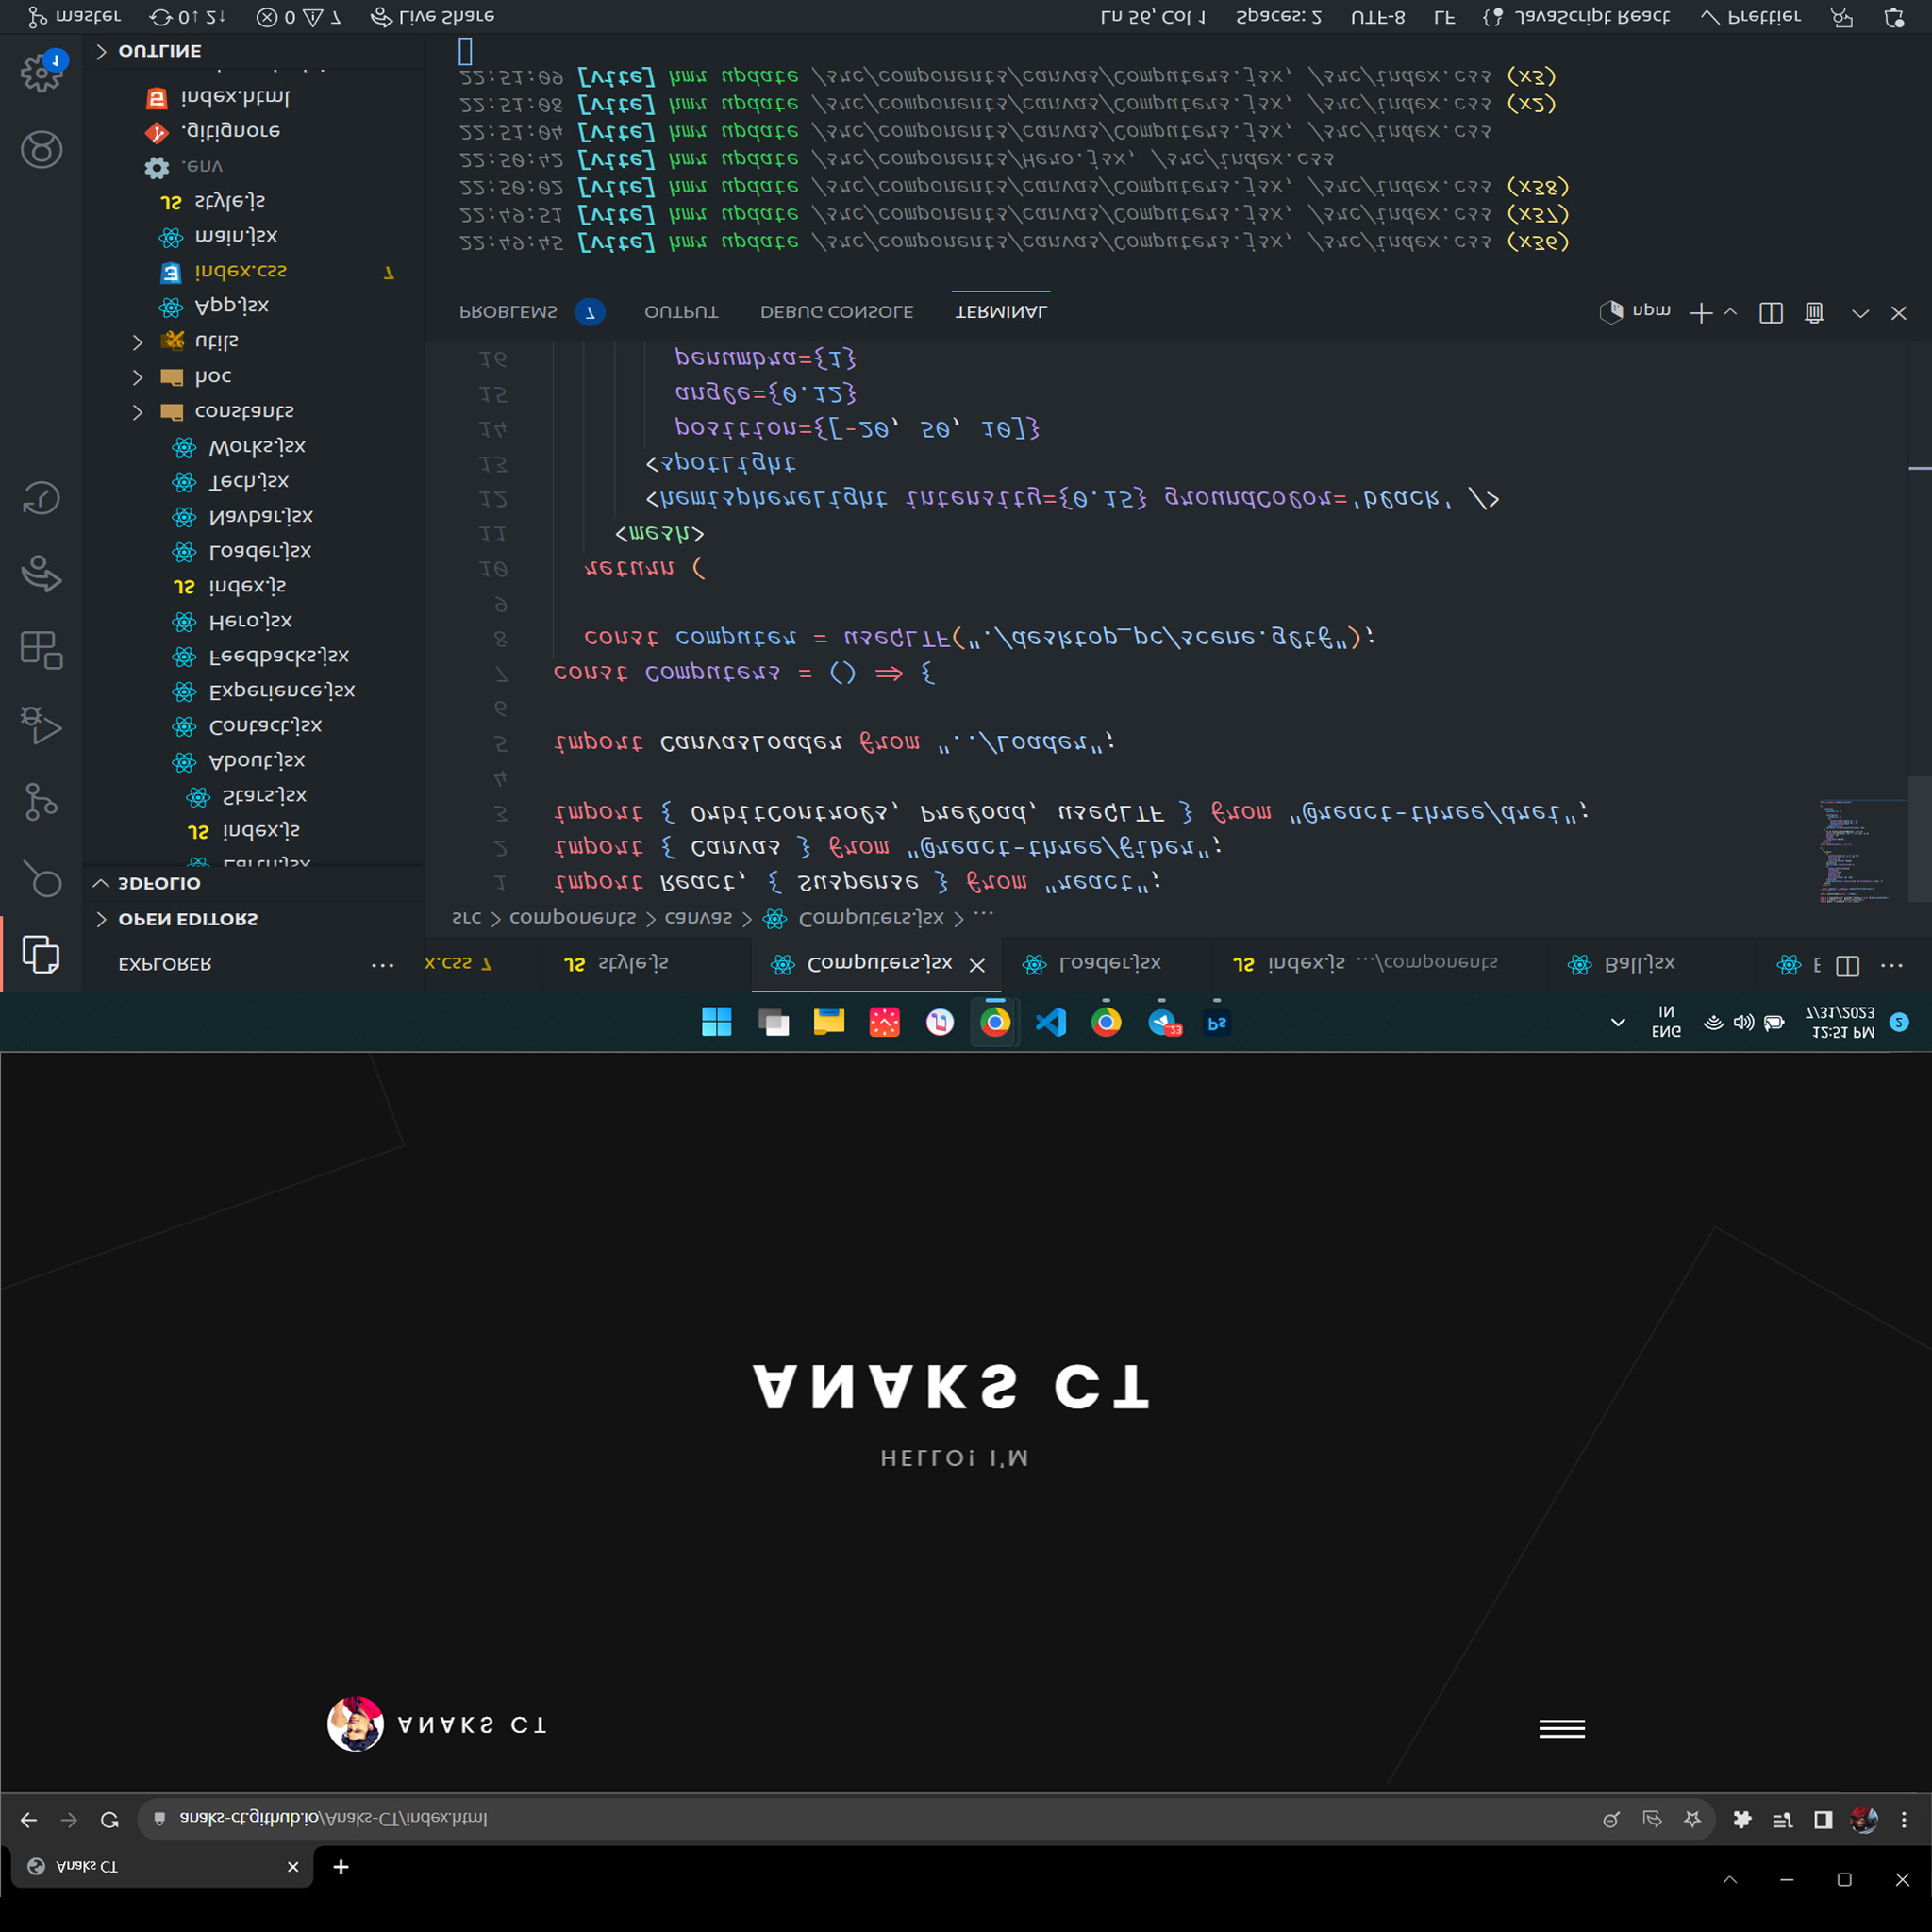 Anaks CT
anaks-ct.github.io/Anaks-CT/index.html
ANAKS CT
HELLO! I'M
ANAKS CT
23
Ps
ENG
IN
12:51 PM
7/31/2023
2
EXPLORER
OPEN EDITORS
3DFOLIO
Earth.jsx
JS index.js
Stars.jsx
About.jsx
Contact.jsx
Experience.jsx
Feedbacks.jsx
Hero.jsx
JS index.js
Loader.jsx
Navbar.jsx
Tech.jsx
Works.jsx
constants
hoc
utils
App.jsx
index.css 7
main.jsx
JS style.js
.env
.gitignore
index.html
OUTLINE
x.css 7
JS style.js
Computers.jsx
Loader.jsx
JS index.js .../components
Ball.jsx
E
src > components > canvas > Computers.jsx > ...
1 import React, { Suspense } from "react";
2 import { Canvas } from "@react-three/fiber";
3 import { OrbitControls, Preload, useGLTF } from "@react-three/drei";
4
5 import CanvasLoader from "../Loader";
6
7 const Computers = () => {
8 const computer = useGLTF("./desktop_pc/scene.gltf");
9
10 return (
11 <mesh>
12 <hemisphereLight intensity={0.15} groundColor='black' />
13 <spotLight
14 position={[-20, 50, 10]}
15 angle={0.12}
16 penumbra={1}
PROBLEMS 7 OUTPUT DEBUG CONSOLE TERMINAL
npm
22:49:45 [vite] hmr update /src/components/canvas/Computers.jsx, /src/index.css (x36)
22:49:51 [vite] hmr update /src/components/canvas/Computers.jsx, /src/index.css (x37)
22:50:02 [vite] hmr update /src/components/canvas/Computers.jsx, /src/index.css (x38)
22:50:42 [vite] hmr update /src/components/Hero.jsx, /src/index.css
22:51:04 [vite] hmr update /src/components/canvas/Computers.jsx, /src/index.css
22:51:08 [vite] hmr update /src/components/canvas/Computers.jsx, /src/index.css (x2)
22:51:09 [vite] hmr update /src/components/canvas/Computers.jsx, /src/index.css (x3)
1
master 0↓ 2↑ 0 7 Live Share
Ln 56, Col 1 Spaces: 2 UTF-8 LF JavaScript React Prettier